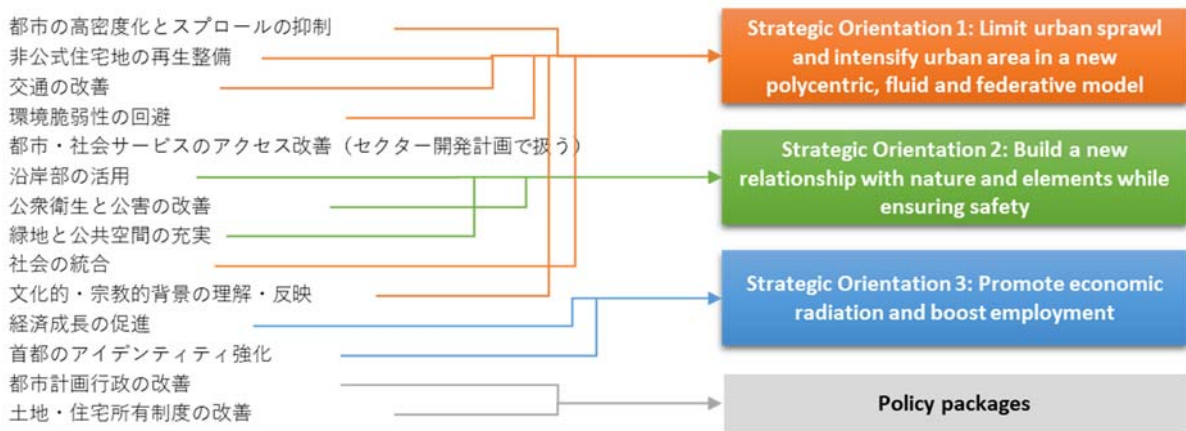 都市の高密度化とスプロールの抑制
非公式住宅地の再生整備
交通の改善
環境脆弱性の回避
都市・社会サービスのアクセス改善（セクター開発計画で扱う）
沿岸部の活用
公衆衛生と公害の改善
緑地と公共空間の充実
社会の統合
文化的・宗教的背景の理解・反映
経済成長の促進
首都のアイデンティティ強化
都市計画行政の改善
土地・住宅所有制度の改善
Strategic Orientation 1: Limit urban sprawl
and intensify urban area in a new
polycentric, fluid and federative model
Strategic Orientation 2: Build a new
relationship with nature and elements while
ensuring safety
Strategic Orientation 3: Promote economic
radiation and boost employment
Policy packages